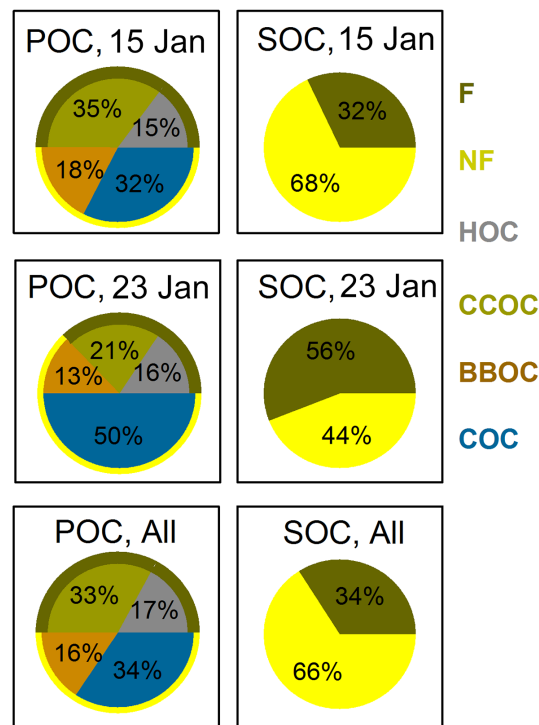 POC, 15 Jan
35%
15%
18%
32%
SOC, 15 Jan
32%
68%
POC, 23 Jan
21%
16%
13%
50%
SOC, 23 Jan
56%
44%
POC, All
33%
17%
16%
34%
SOC, All
34%
66%
F
NF
HOC
CCOC
BBOC
COC